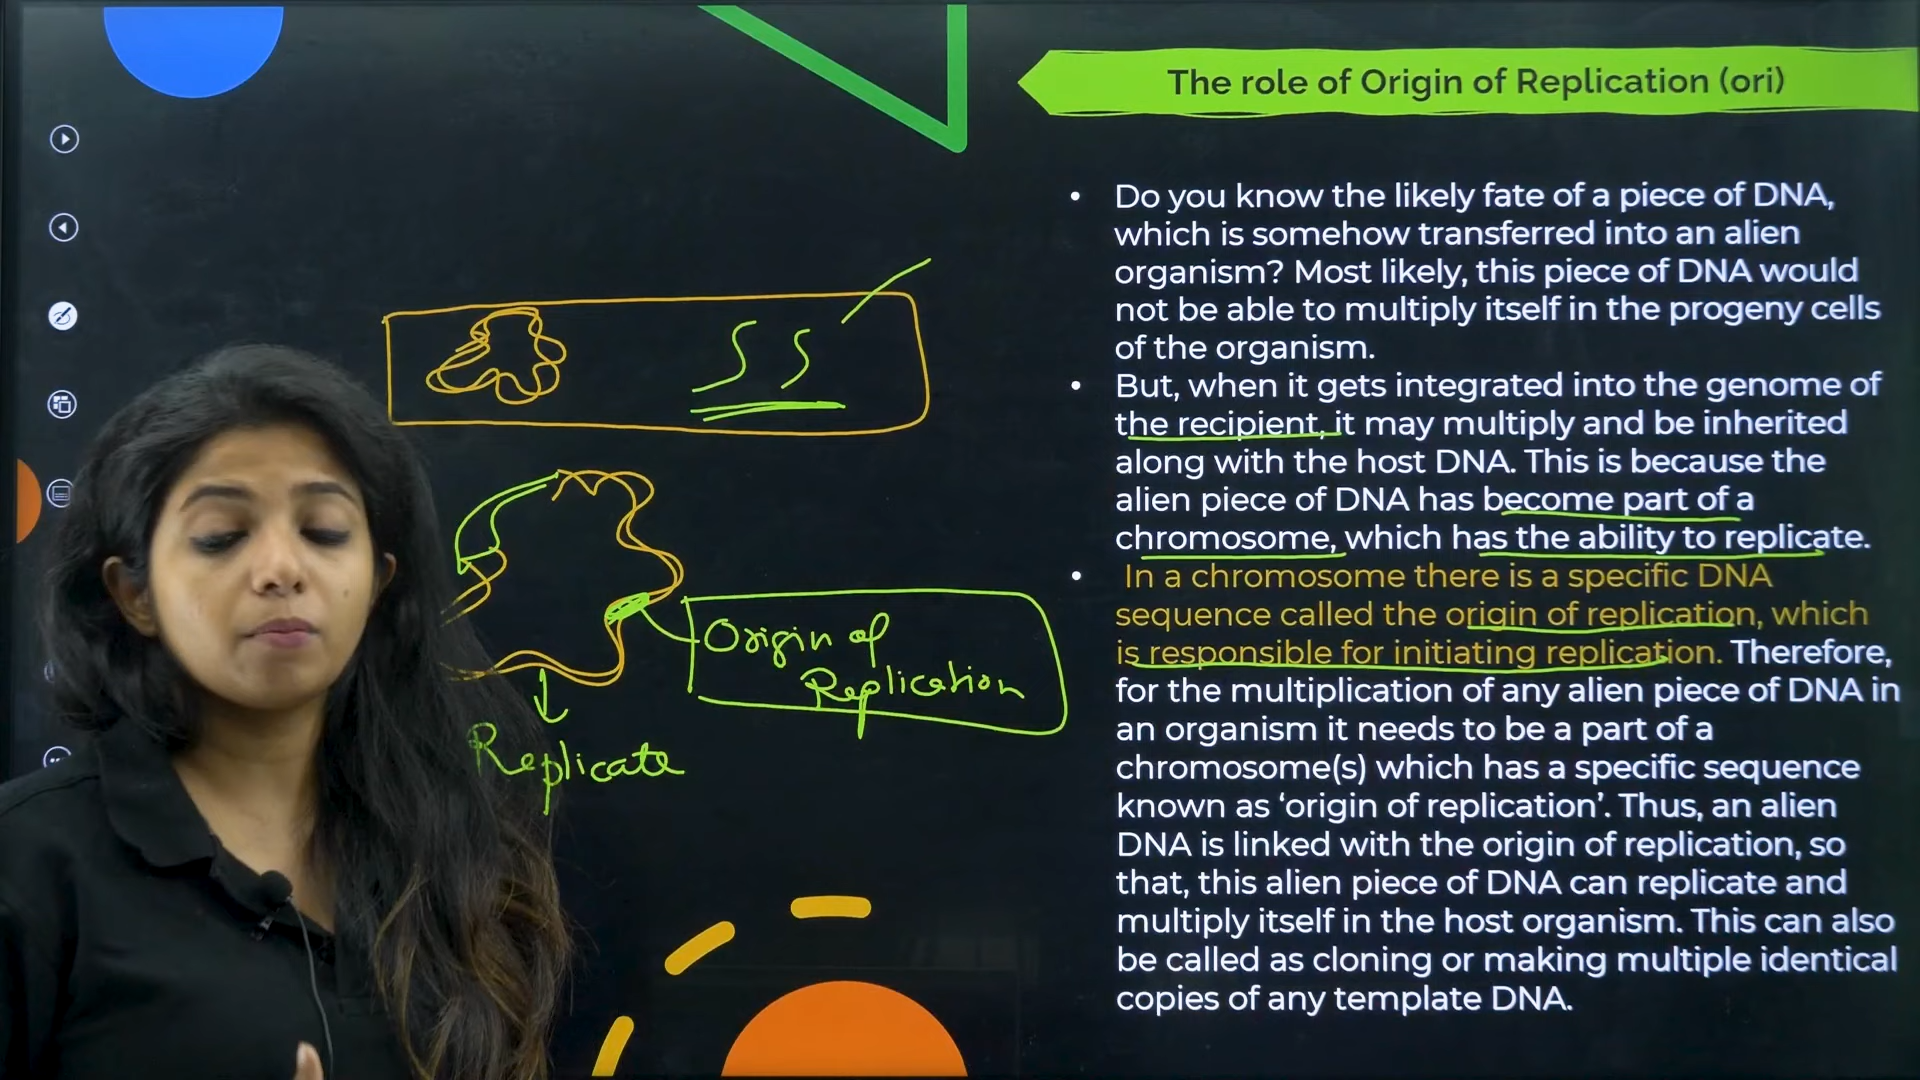 The role of Origin of Replication (ori)
• Do you know the likely fate of a piece of DNA,
which is somehow transferred into an alien
organism? Most likely, this piece of DNA would
not be able to multiply itself in the progeny cells
of the organism.
• But, when it gets integrated into the genome of
the recipient, it may multiply and be inherited
along with the host DNA. This is because the
alien piece of DNA has become part of a
chromosome, which has the ability to replicate.
• In a chromosome there is a specific DNA
sequence called the origin of replication, which
is responsible for initiating replication. Therefore,
for the multiplication of any alien piece of DNA in
an organism it needs to be a part of a
chromosome(s) which has a specific sequence
known as ‘origin of replication’. Thus, an alien
DNA is linked with the origin of replication, so
that, this alien piece of DNA can replicate and
multiply itself in the host organism. This can also
be called as cloning or making multiple identical
copies of any template DNA.
Origin of
Replication
Replicate